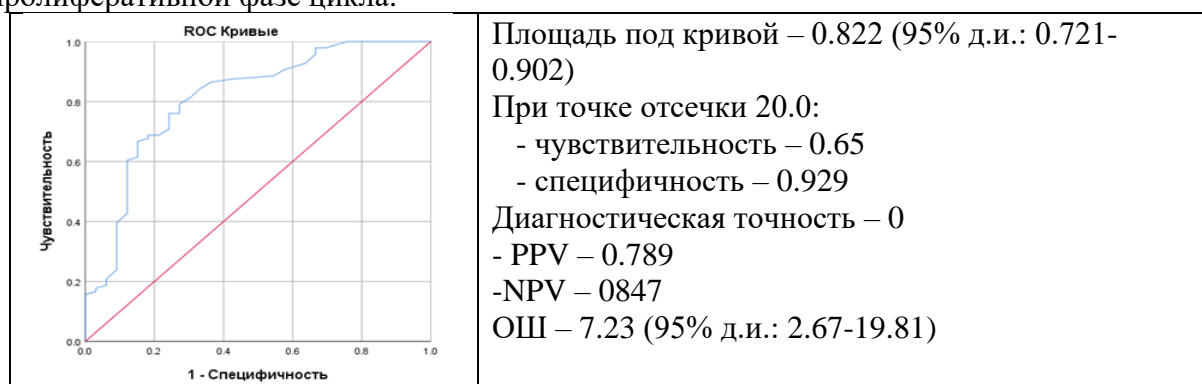 пролиферативной фазе цикла.
ROC Кривые
1.0
0.8
0.6
0.4
0.2
0.0
0.0 0.2 0.4 0.6 0.8 1.0
Чувствительность
1 - Специфичность
Площадь под кривой – 0.822 (95% д.и.: 0.721-
0.902)
При точке отсечки 20.0:
- чувствительность – 0.65
- специфичность – 0.929
Диагностическая точность – 0
- PPV – 0.789
-NPV – 0847
ОШ – 7.23 (95% д.и.: 2.67-19.81)